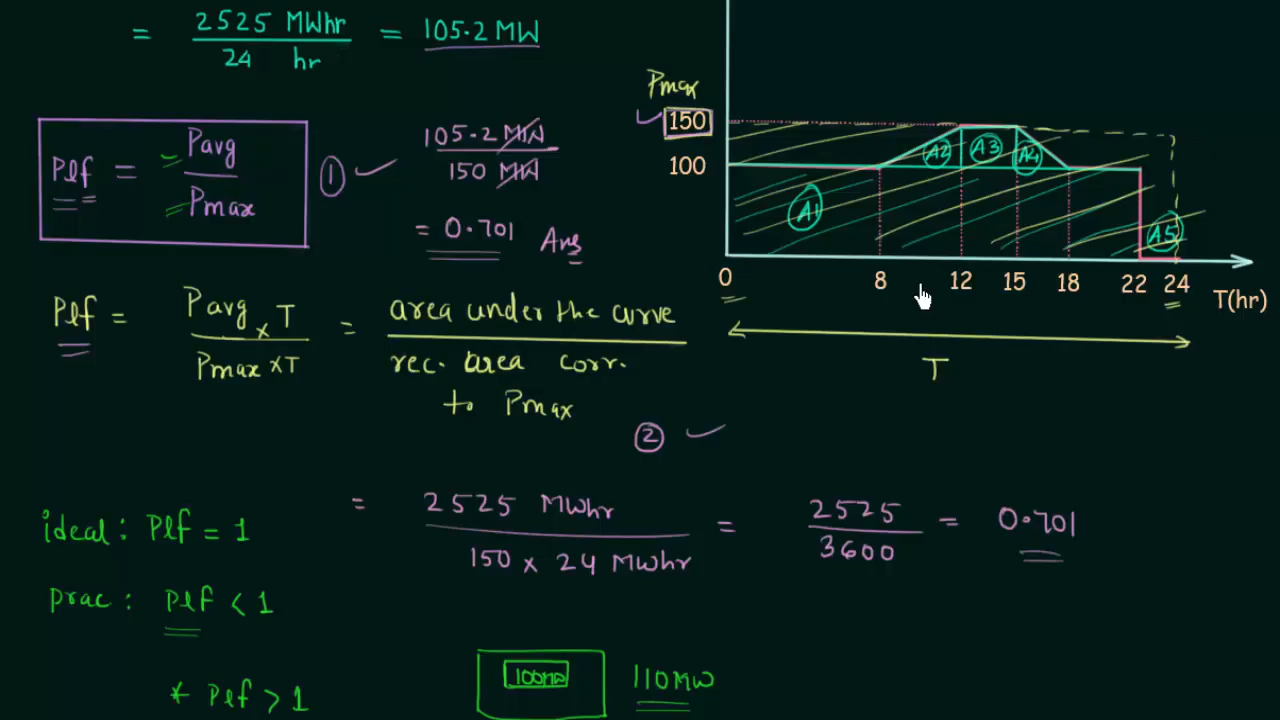 = 2525 MWhr / 24 hr = 105.2 MW
Plf = Pavg / Pmax ①
105.2 MW / 150 MW
= 0.701 Ans
Plf = Pavg x T / Pmax x T = area under the curve / rec. area corr. to Pmax
②
= 2525 MWhr / 150 x 24 MWhr = 2525 / 3600 = 0.701
ideal : Plf = 1
prac : Plf < 1
* Plf > 1
100MW 110MW
Pmax
150
100
A1 A2 A3 A4 A5
0 8 12 15 18 22 24 T(hr)
T